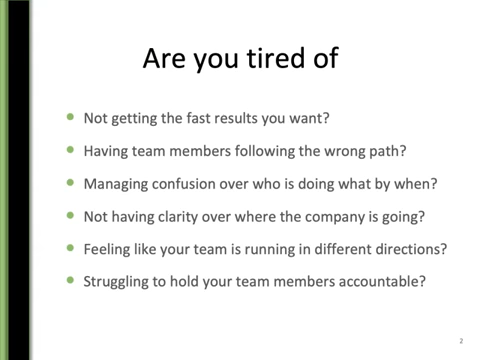 Are you tired of
Not getting the fast results you want?
Having team members following the wrong path?
Managing confusion over who is doing what by when?
Not having clarity over where the company is going?
Feeling like your team is running in different directions?
Struggling to hold your team members accountable?
2